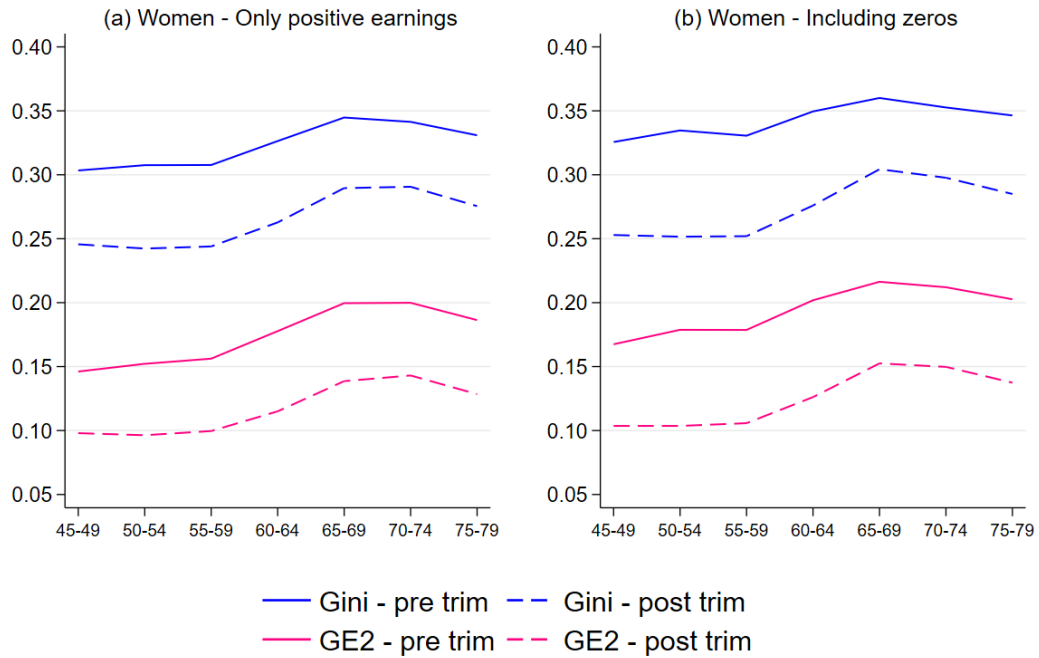 (a) Women - Only positive earnings
0.40
0.35
0.30
0.25
0.20
0.15
0.10
0.05
45-49 50-54 55-59 60-64 65-69 70-74 75-79
(b) Women - Including zeros
0.40
0.35
0.30
0.25
0.20
0.15
0.10
0.05
45-49 50-54 55-59 60-64 65-69 70-74 75-79
Gini - pre trim Gini - post trim
GE2 - pre trim GE2 - post trim